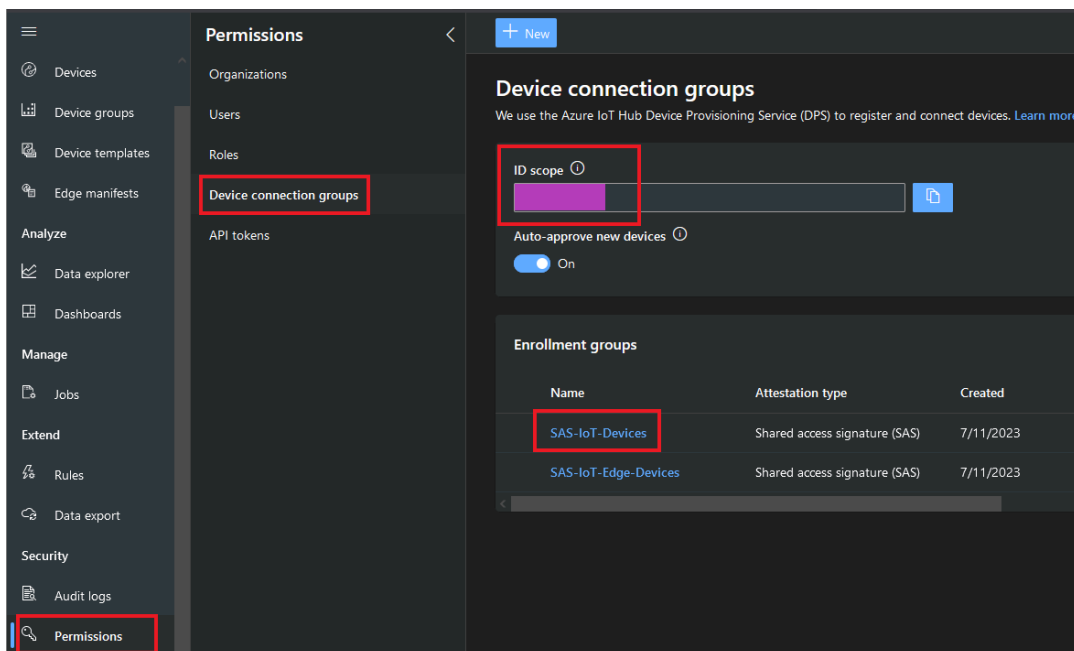 Devices
Device groups
Device templates
Edge manifests
Analyze
Data explorer
Dashboards
Manage
Jobs
Extend
Rules
Data export
Security
Audit logs
Permissions
Permissions
Organizations
Users
Roles
Device connection groups
API tokens
New
Device connection groups
We use the Azure IoT Hub Device Provisioning Service (DPS) to register and connect devices. Learn more
ID scope
Auto-approve new devices
On
Enrollment groups
Name Attestation type Created
SAS-IoT-Devices Shared access signature (SAS) 7/11/2023
SAS-IoT-Edge-Devices Shared access signature (SAS) 7/11/2023